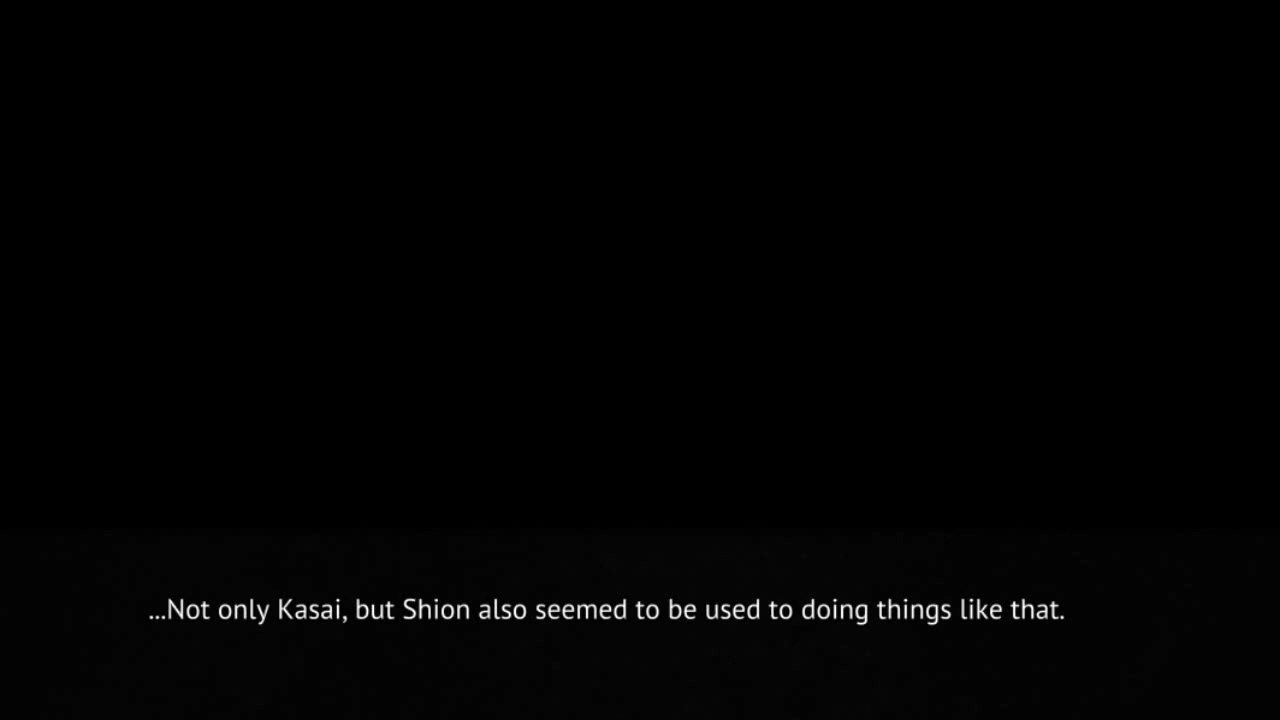 ...Not only Kasai, but Shion also seemed to be used to doing things like that.